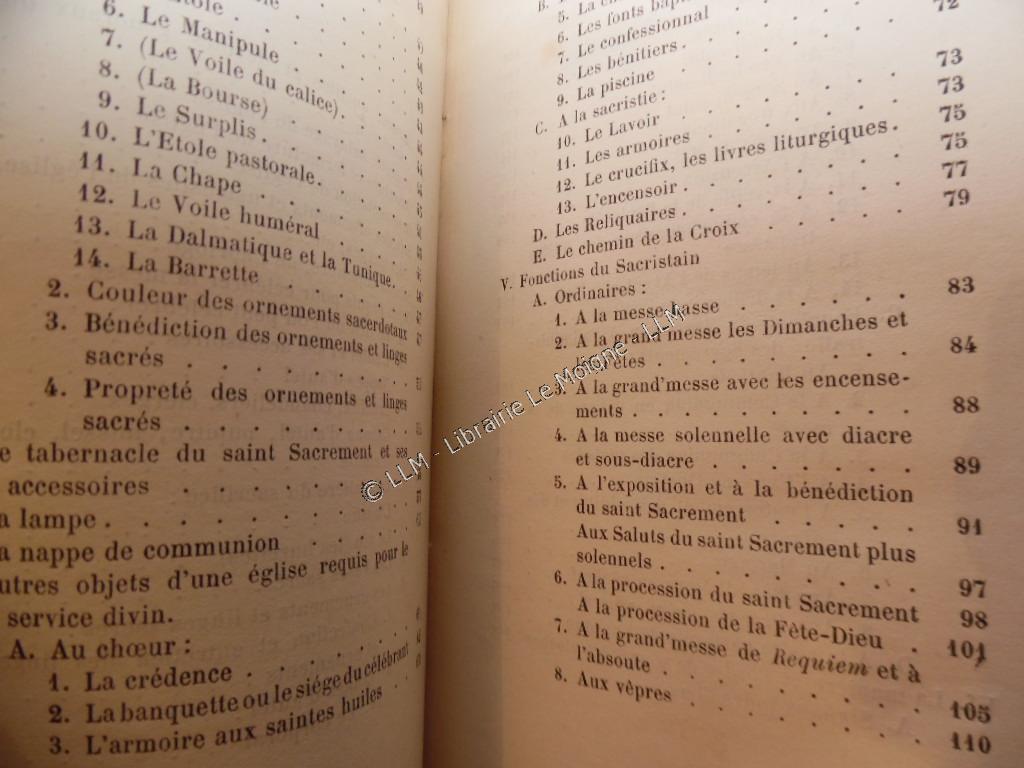 6. Le Manipule
7. (Le Voile du calice).
8. (La Bourse)
9. Le Surplis.
10. L'Etole pastorale.
11. La Chape
12. Le Voile huméral
13. La Dalmatique et la Tunique.
14. La Barrette
2. Couleur des ornements sacerdotaux
3. Bénédiction des ornements et linges
sacrés
4. Propreté des ornements et linges
sacrés
tabernacle du saint Sacrement et ses
accessoires
lampe.
nappe de communion
objets d'une église requis pour le
service divin.
A. Au chœur :
1. La crédence
2. La banquette ou le siége du célébrant
3. L'armoire aux saintes huiles
B.
5. La
6. Les fonts
7. Le confessionnal 72
8. Les bénitiers
9. La piscine
C. A la sacristie :
10. Le Lavoir 73
11. Les armoires 73
12. Le crucifix, les livres liturgiques. 75
13. L'encensoir 75
D. Les Reliquaires 77
E. Le chemin de la Croix 79
V. Fonctions du Sacristain
A. Ordinaires :
1. A la messe basse 83
2. A la grand'messe les Dimanches et
84
3. A la grand'messe avec les encense-
ments 88
4. A la messe solennelle avec diacre
et sous-diacre 89
5. A l'exposition et à la bénédiction
du saint Sacrement 91
Aux Saluts du saint Sacrement plus
solennels 97
6. A la procession du saint Sacrement 98
A la procession de la Fête-Dieu 101
7. A la grand'messe de Requiem et à
l'absoute 105
8. Aux vêpres 110
© LLM - Librairie Le Moigne - LLM